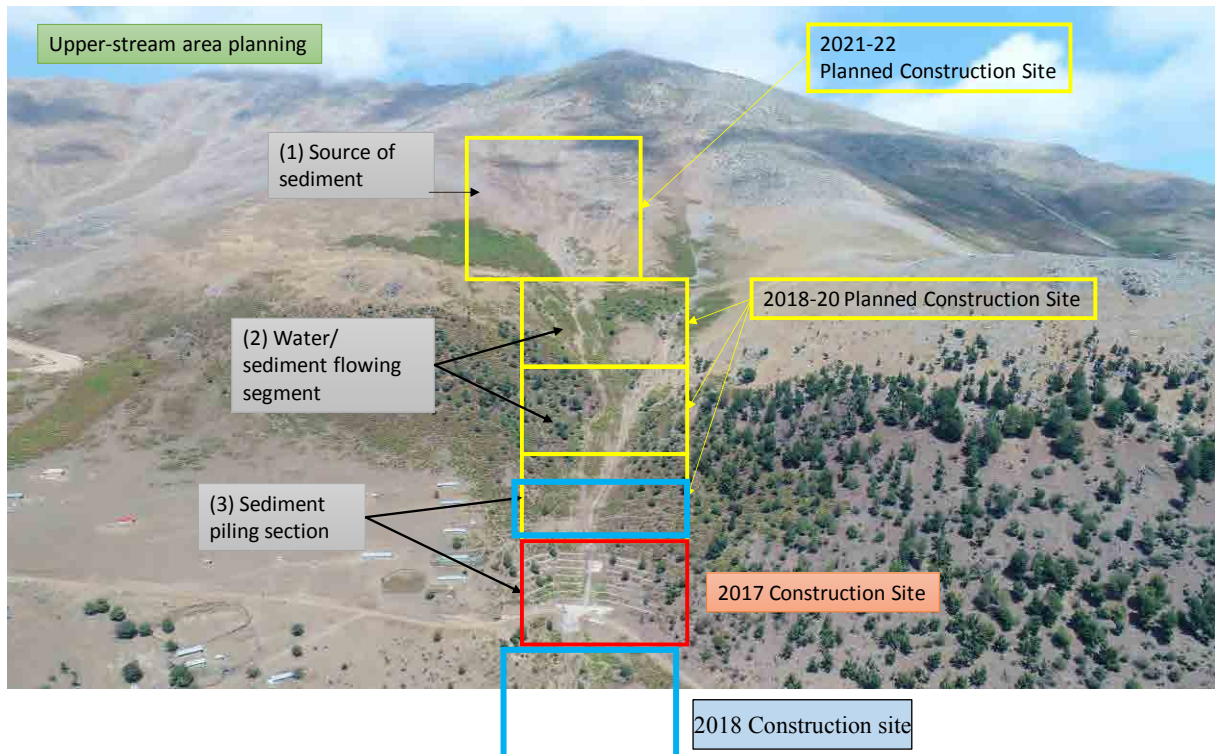 Upper-stream area planning
2021-22
Planned Construction Site
(1) Source of
sediment
2018-20 Planned Construction Site
(2) Water/
sediment flowing
segment
(3) Sediment
piling section
2017 Construction Site
2018 Construction site